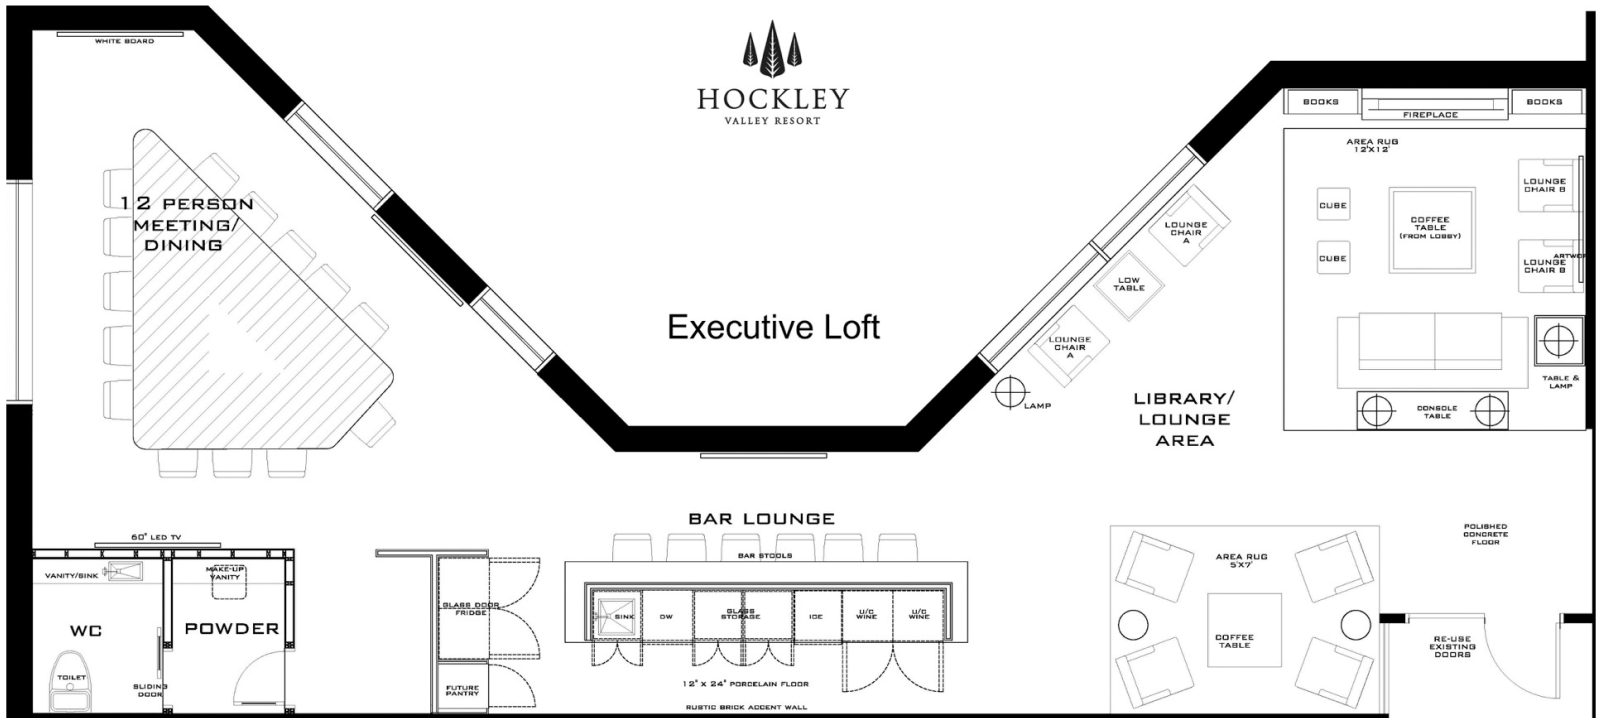 WHITE BOARD
HOCKLEY
VALLEY RESORT
BOOKS
FIREPLACE
BOOKS
AREA RUG
12'X12'
12 PERSON
MEETING/
DINING
LOUNGE
CHAIR B
CUBE
COFFEE
TABLE
(FROM LOBBY)
CUBE
LOUNGE
CHAIR B
ARTWOR
LOUNGE
CHAIR
A
LOW
TABLE
LOUNGE
CHAIR
A
LAMP
Executive Loft
TABLE &
LAMP
CONSOLE
TABLE
LIBRARY/
LOUNGE
AREA
BAR LOUNGE
BAR STOOLS
POLISHED
CONCRETE
FLOOR
60" LED TV
VANITY/SINK
MAKE-UP
VANITY
WC
POWDER
TOILET
SLIDING
DOOR
GLASS DOOR
FRIDGE
FUTURE
PANTRY
SINK
DW
GLASS
STORAGE
ICE
U/C
WINE
U/C
WINE
12" X 24" PORCELAIN FLOOR
RUSTIC BRICK ACCENT WALL
AREA RUG
5'X7'
COFFEE
TABLE
RE-USE
EXISTING
DOORS